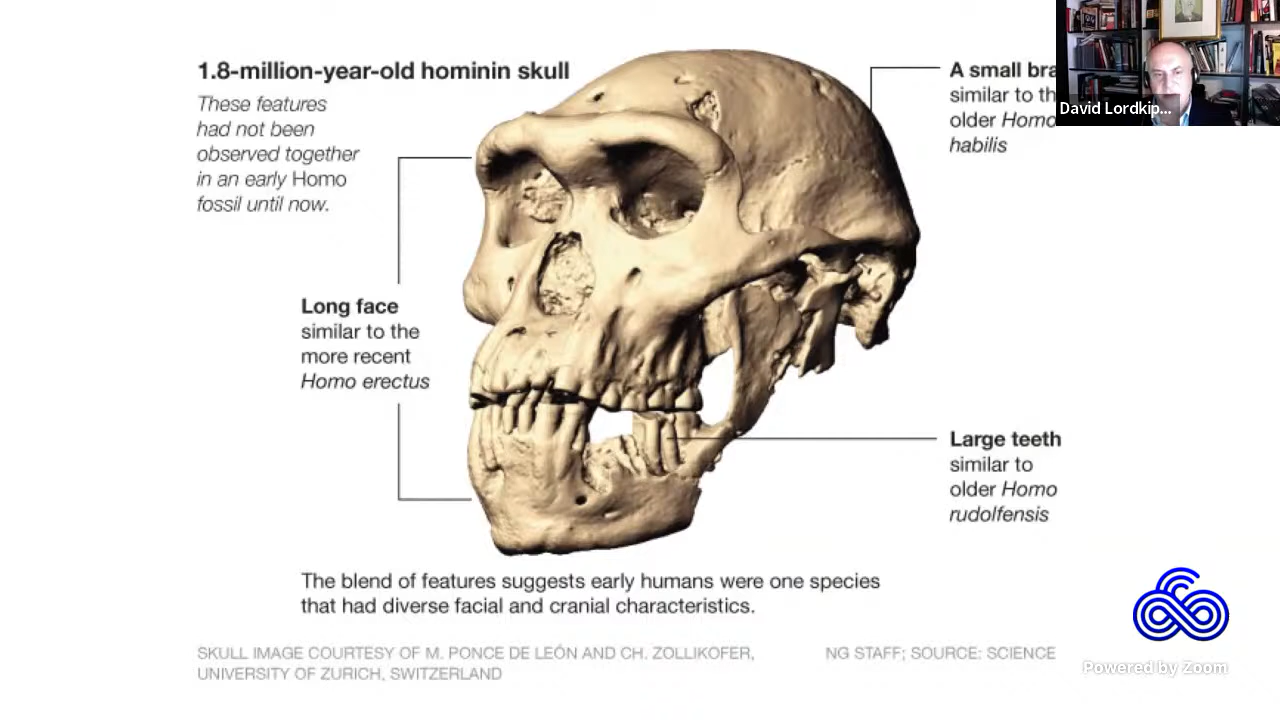 1.8-million-year-old hominin skull
These features
had not been
observed together
in an early Homo
fossil until now.
Long face
similar to the
more recent
Homo erectus
A small
similar to
older Homo
habilis
David Lordkip...
Large teeth
similar to
older Homo
rudolfensis
The blend of features suggests early humans were one species
that had diverse facial and cranial characteristics.
SKULL IMAGE COURTESY OF M. PONCE DE LEÓN AND CH. ZOLLIKOFER,
UNIVERSITY OF ZURICH, SWITZERLAND
NG STAFF; SOURCE: SCIENCE
Powered by Zoom